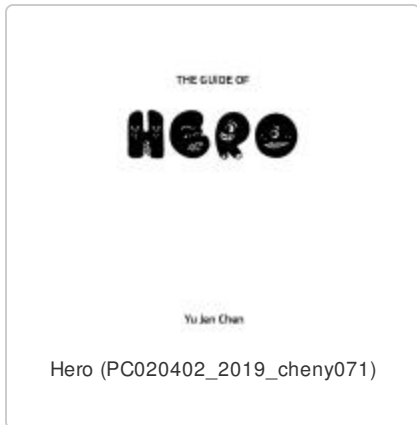 THE GUIDE OF
HERO
Yu Jen Chen
Hero (PC020402_2019_cheny071)